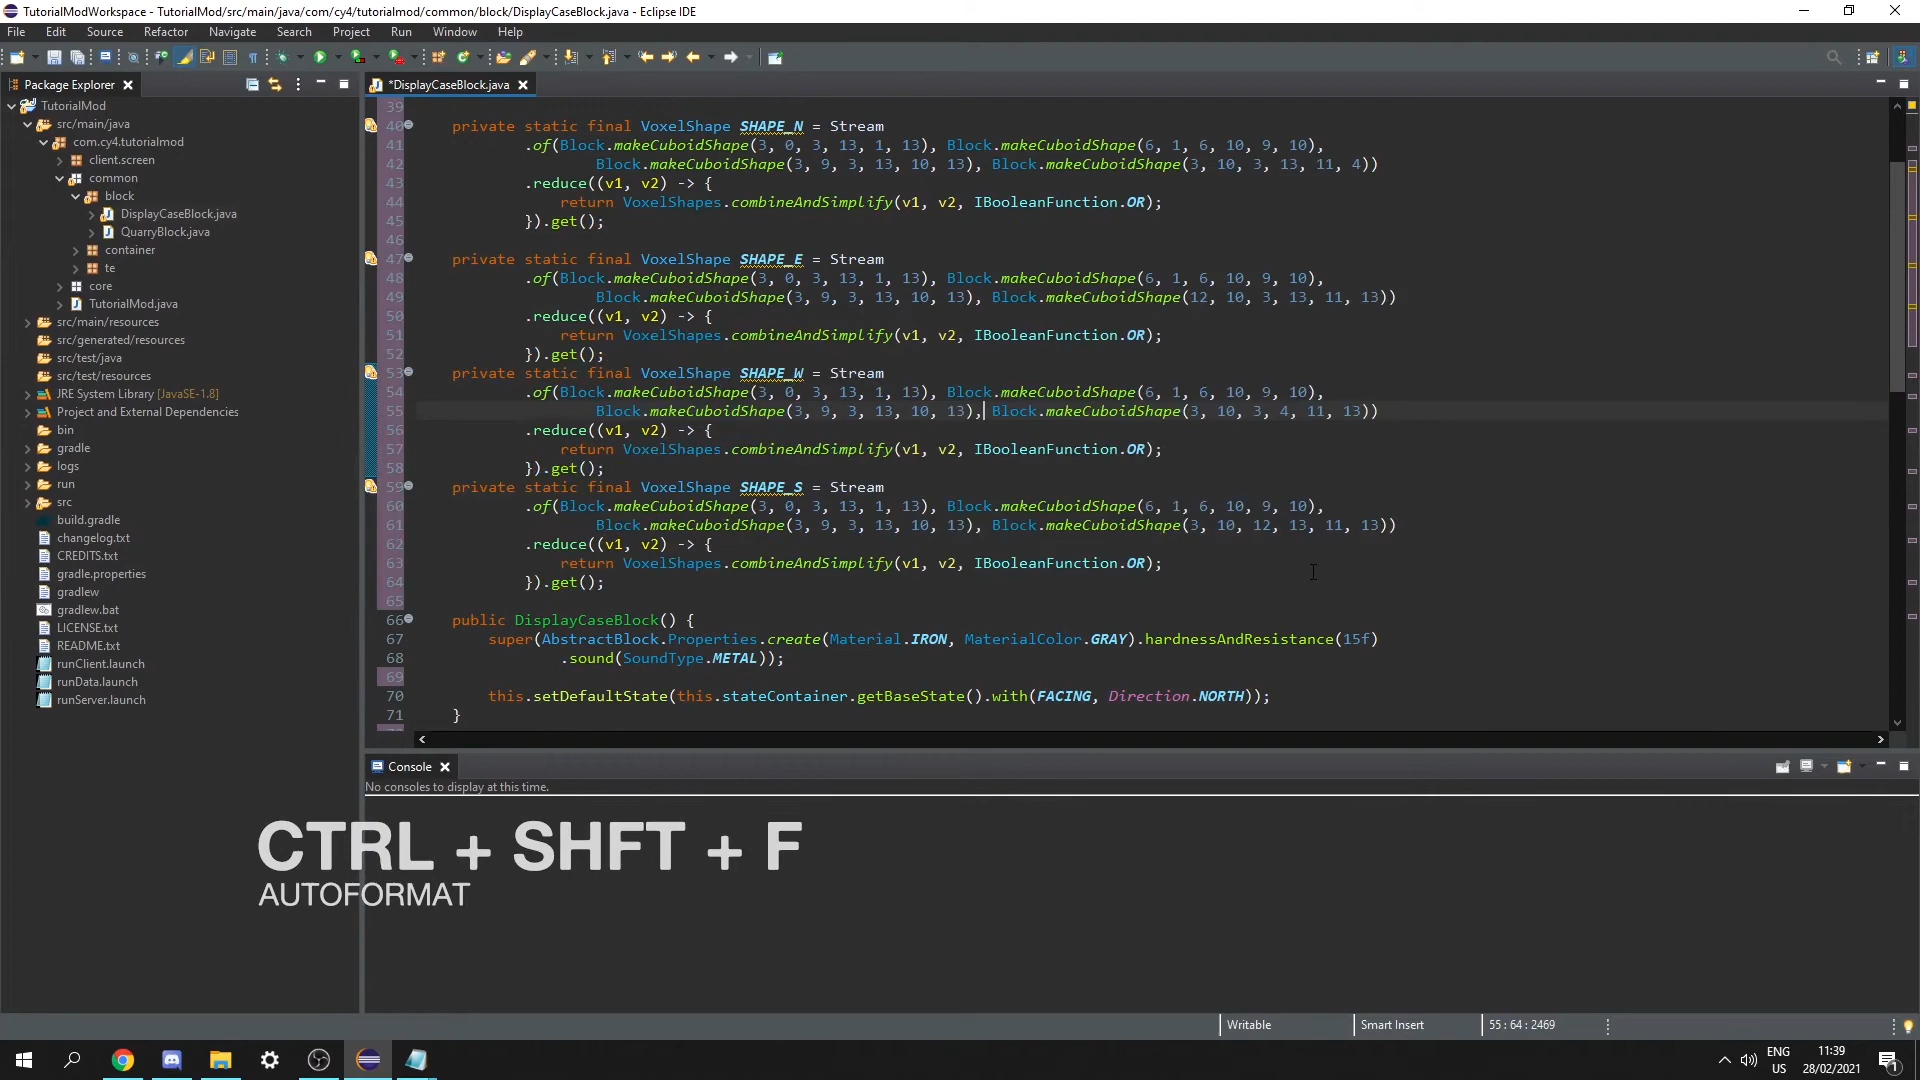 TutorialModWorkspace - TutorialMod/src/main/java/com/cy4/tutorialmod/common/block/DisplayCaseBlock.java - Eclipse IDE
File Edit Source Refactor Navigate Search Project Run Window Help
Package Explorer
*DisplayCaseBlock.java
TutorialMod
src/main/java
com.cy4.tutorialmod
client.screen
common
block
DisplayCaseBlock.java
QuarryBlock.java
container
te
core
TutorialMod.java
src/main/resources
src/generated/resources
src/test/java
src/test/resources
JRE System Library [JavaSE-1.8]
Project and External Dependencies
bin
gradle
logs
run
src
build.gradle
changelog.txt
CREDITS.txt
gradle.properties
gradlew
gradlew.bat
LICENSE.txt
README.txt
runClient.launch
runData.launch
runServer.launch
39
40 private static final VoxelShape SHAPE_N = Stream
41 .of(Block.makeCuboidShape(3, 0, 3, 13, 1, 13), Block.makeCuboidShape(6, 1, 6, 10, 9, 10),
42 Block.makeCuboidShape(3, 9, 3, 13, 10, 13), Block.makeCuboidShape(3, 10, 3, 13, 11, 4))
43 .reduce((v1, v2) -> {
44 return VoxelShapes.combineAndSimplify(v1, v2, IBooleanFunction.OR);
45 }).get();
46
47 private static final VoxelShape SHAPE_E = Stream
48 .of(Block.makeCuboidShape(3, 0, 3, 13, 1, 13), Block.makeCuboidShape(6, 1, 6, 10, 9, 10),
49 Block.makeCuboidShape(3, 9, 3, 13, 10, 13), Block.makeCuboidShape(12, 10, 3, 13, 11, 13))
50 .reduce((v1, v2) -> {
51 return VoxelShapes.combineAndSimplify(v1, v2, IBooleanFunction.OR);
52 }).get();
53 private static final VoxelShape SHAPE_W = Stream
54 .of(Block.makeCuboidShape(3, 0, 3, 13, 1, 13), Block.makeCuboidShape(6, 1, 6, 10, 9, 10),
55 Block.makeCuboidShape(3, 9, 3, 13, 10, 13), Block.makeCuboidShape(3, 10, 3, 4, 11, 13))
56 .reduce((v1, v2) -> {
57 return VoxelShapes.combineAndSimplify(v1, v2, IBooleanFunction.OR);
58 }).get();
59 private static final VoxelShape SHAPE_S = Stream
60 .of(Block.makeCuboidShape(3, 0, 3, 13, 1, 13), Block.makeCuboidShape(6, 1, 6, 10, 9, 10),
61 Block.makeCuboidShape(3, 9, 3, 13, 10, 13), Block.makeCuboidShape(3, 10, 12, 13, 11, 13))
62 .reduce((v1, v2) -> {
63 return VoxelShapes.combineAndSimplify(v1, v2, IBooleanFunction.OR);
64 }).get();
65
66 public DisplayCaseBlock() {
67 super(AbstractBlock.Properties.create(Material.IRON, MaterialColor.GRAY).hardnessAndResistance(15f)
68 .sound(SoundType.METAL));
69
70 this.setDefaultState(this.stateContainer.getBaseState().with(FACING, Direction.NORTH));
71 }
Console
No consoles to display at this time.
CTRL + SHFT + F
AUTOFORMAT
Writable Smart Insert 55 : 64 : 2469
ENG
US
11:39
28/02/2021
1